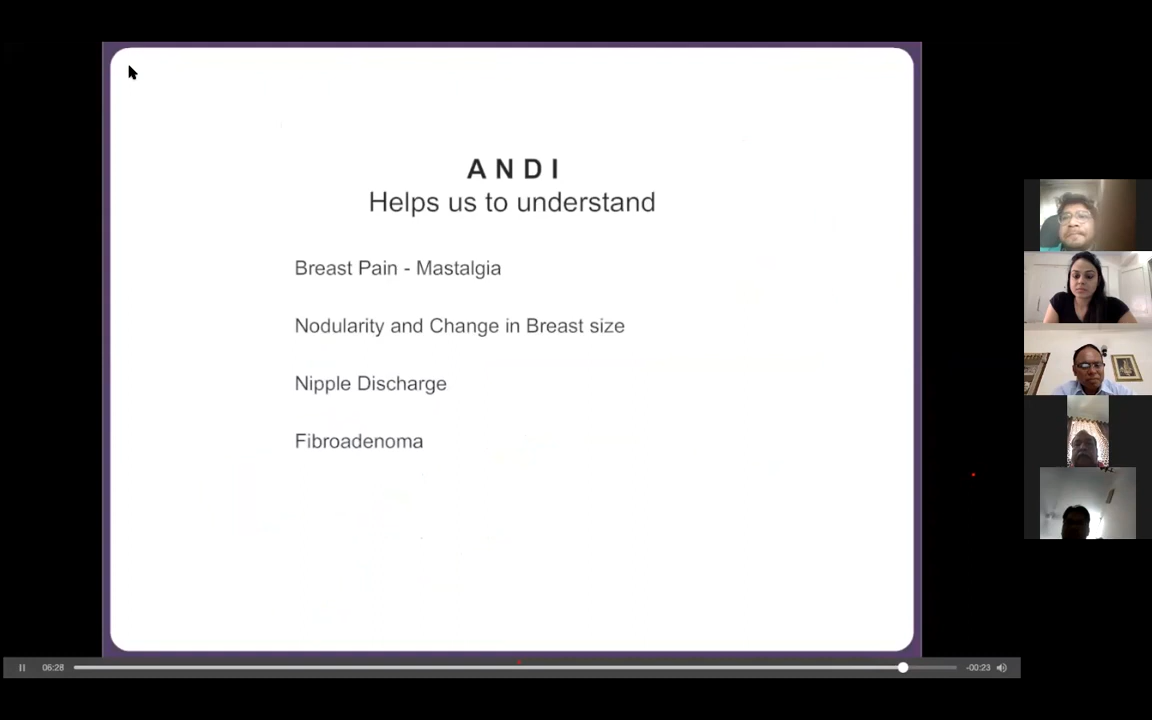 A N D I
Helps us to understand
Breast Pain - Mastalgia
Nodularity and Change in Breast size
Nipple Discharge
Fibroadenoma
06:28
-00:23